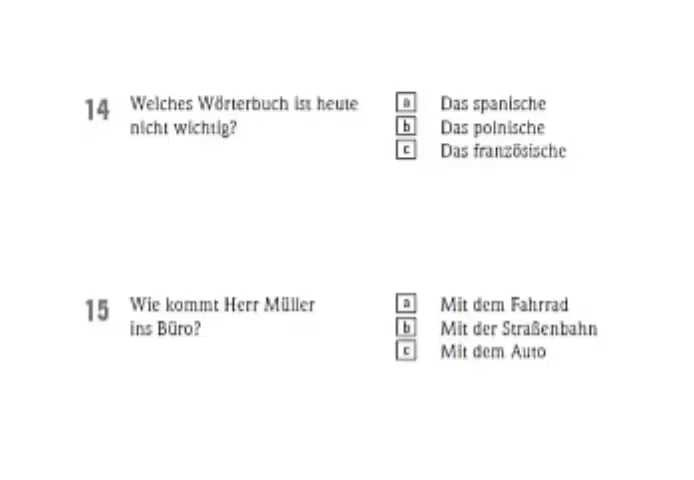 14 Welches Wörterbuch ist heute
nicht wichtig?
a Das spanische
b Das polnische
c Das französische
15 Wie kommt Herr Müller
ins Büro?
a Mit dem Fahrrad
b Mit der Straßenbahn
c Mit dem Auto